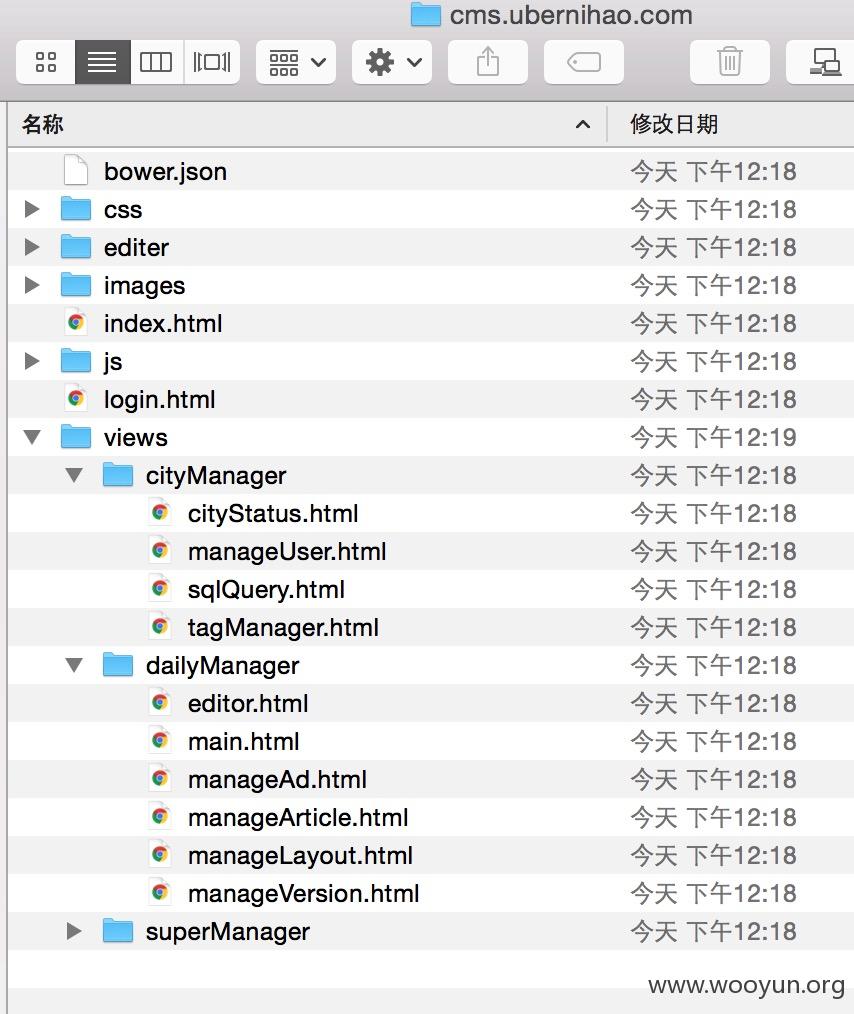 cms.ubernihao.com
名称 修改日期
bower.json 今天 下午12:18
css 今天 下午12:18
editer 今天 下午12:18
images 今天 下午12:18
index.html 今天 下午12:18
js 今天 下午12:18
login.html 今天 下午12:18
views 今天 下午12:19
cityManager 今天 下午12:18
cityStatus.html 今天 下午12:18
manageUser.html 今天 下午12:18
sqlQuery.html 今天 下午12:18
tagManager.html 今天 下午12:18
dailyManager 今天 下午12:18
editor.html 今天 下午12:18
main.html 今天 下午12:18
manageAd.html 今天 下午12:18
manageArticle.html 今天 下午12:18
manageLayout.html 今天 下午12:18
manageVersion.html 今天 下午12:18
superManager 今天 下午12:18
www.wooyun.org